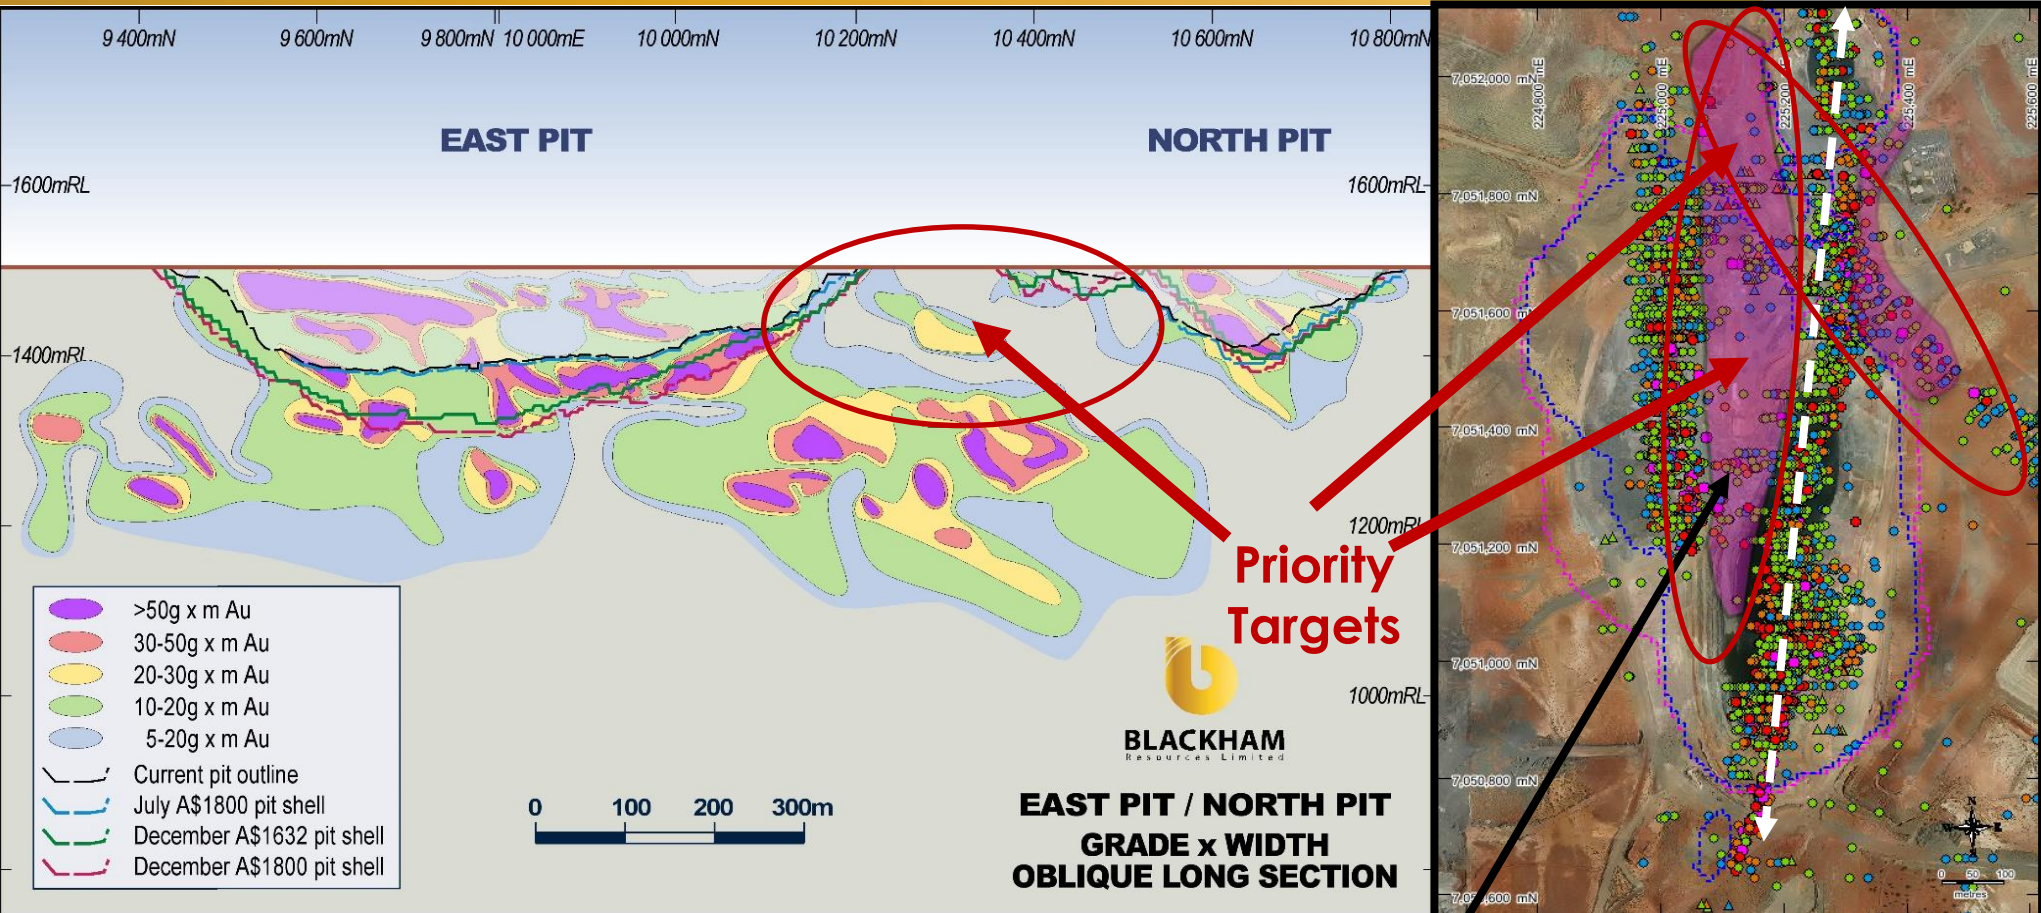 9 400mN
9 600mN
9 800mN
10 000mE
10 000mN
10 200mN
10 400mN
10 600mN
10 800mN
EAST PIT
NORTH PIT
1600mRL
1600mRL
1400mRL
1200mRL
1000mRL
Priority
Targets
>50g x m Au
30-50g x m Au
20-30g x m Au
10-20g x m Au
5-20g x m Au
Current pit outline
July A$1800 pit shell
December A$1632 pit shell
December A$1800 pit shell
0 100 200 300m
BLACKHAM
Resources Limited
EAST PIT / NORTH PIT
GRADE x WIDTH
OBLIQUE LONG SECTION
224,800 mE
225,000 mE
225,200
225,400 mE
225,600 mE
7,052,000 mN
7,051,800 mN
7,051,600 mN
7,051,400 mN
7,051,200 mN
7,051,000 mN
7,050,800 mN
N
W E
0 50 100
metres